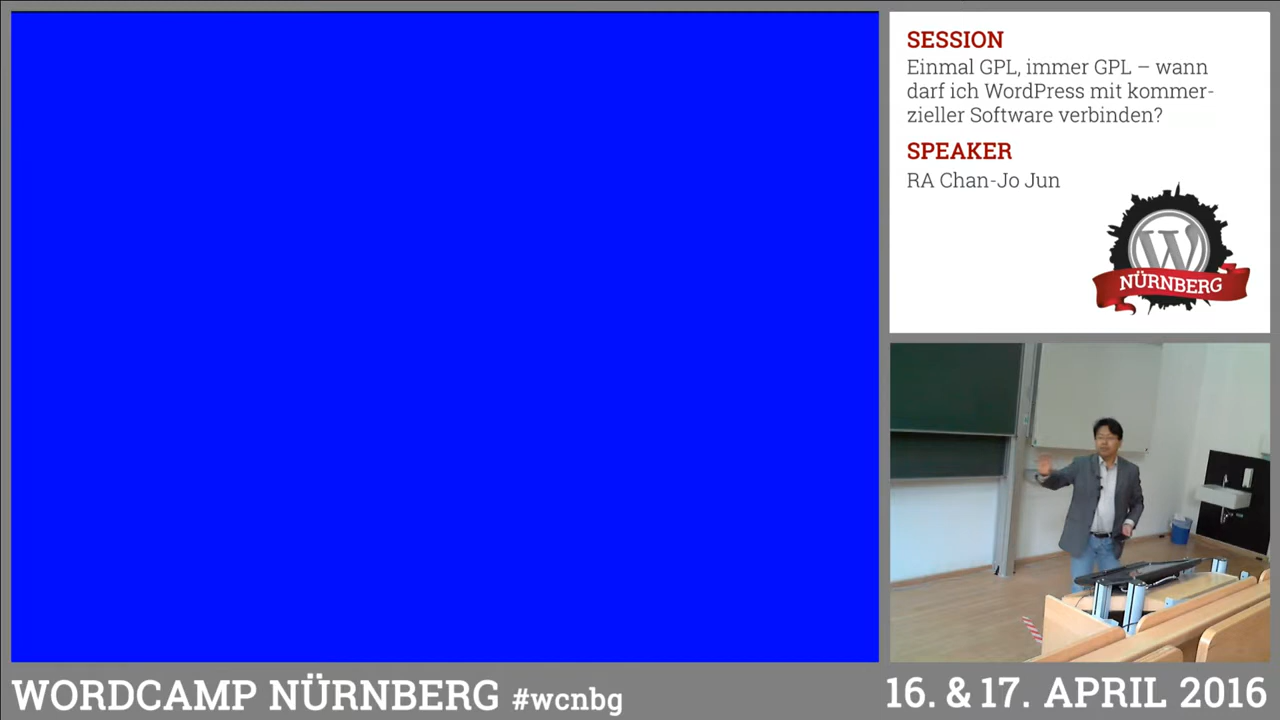 SESSION
Einmal GPL, immer GPL – wann
darf ich WordPress mit kommer-
zieller Software verbinden?
SPEAKER
RA Chan-Jo Jun
W
NÜRNBERG
WORDCAMP NÜRNBERG #wcnbg
16. & 17. APRIL 2016